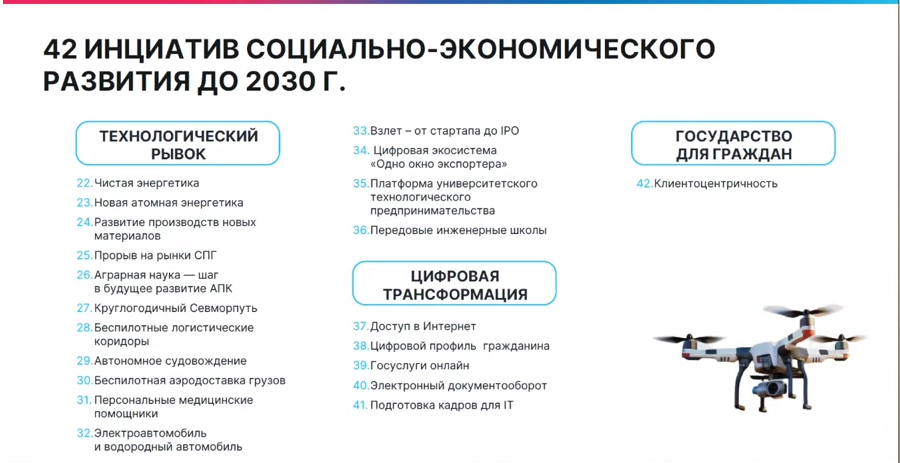 42 ИНЦИАТИВ СОЦИАЛЬНО-ЭКОНОМИЧЕСКОГО
РАЗВИТИЯ ДО 2030 Г.
ТЕХНОЛОГИЧЕСКИЙ
РЫВОК
22. Чистая энергетика
23. Новая атомная энергетика
24. Развитие производств новых
материалов
25. Прорыв на рынки СПГ
26. Аграрная наука — шаг
в будущее развитие АПК
27. Круглогодичный Севморпуть
28. Беспилотные логистические
коридоры
29. Автономное судовождение
30. Беспилотная аэродоставка грузов
31. Персональные медицинские
помощники
32. Электроавтомобиль
и водородный автомобиль
33. Взлет – от стартапа до IPO
34. Цифровая экосистема
«Одно окно экспортера»
35. Платформа университетского
технологического
предпринимательства
36. Передовые инженерные школы
ЦИФРОВАЯ
ТРАНСФОРМАЦИЯ
37. Доступ в Интернет
38. Цифровой профиль гражданина
39. Госуслуги онлайн
40. Электронный документооборот
41. Подготовка кадров для IT
ГОСУДАРСТВО
ДЛЯ ГРАЖДАН
42. Клиентоцентричность